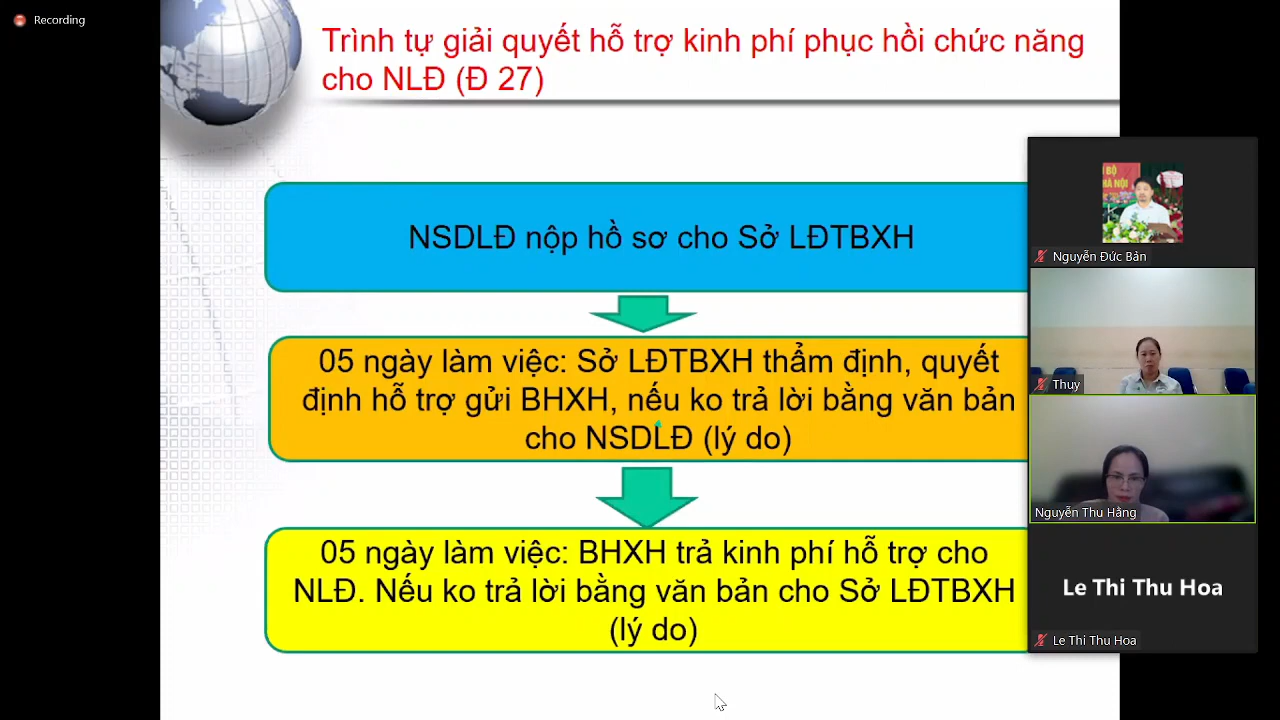 Recording
Trình tự giải quyết hỗ trợ kinh phí phục hồi chức năng
cho NLĐ (Đ 27)
NSDLĐ nộp hồ sơ cho Sở LĐTBXH
05 ngày làm việc: Sở LĐTBXH thẩm định, quyết
định hỗ trợ gửi BHXH, nếu ko trả lời bằng văn bản
cho NSDLĐ (lý do)
05 ngày làm việc: BHXH trả kinh phí hỗ trợ cho
NLĐ. Nếu ko trả lời bằng văn bản cho Sở LĐTBXH
(lý do)
Nguyễn Đức Bản
Thuy
Nguyễn Thu Hằng
Le Thi Thu Hoa
Le Thi Thu Hoa